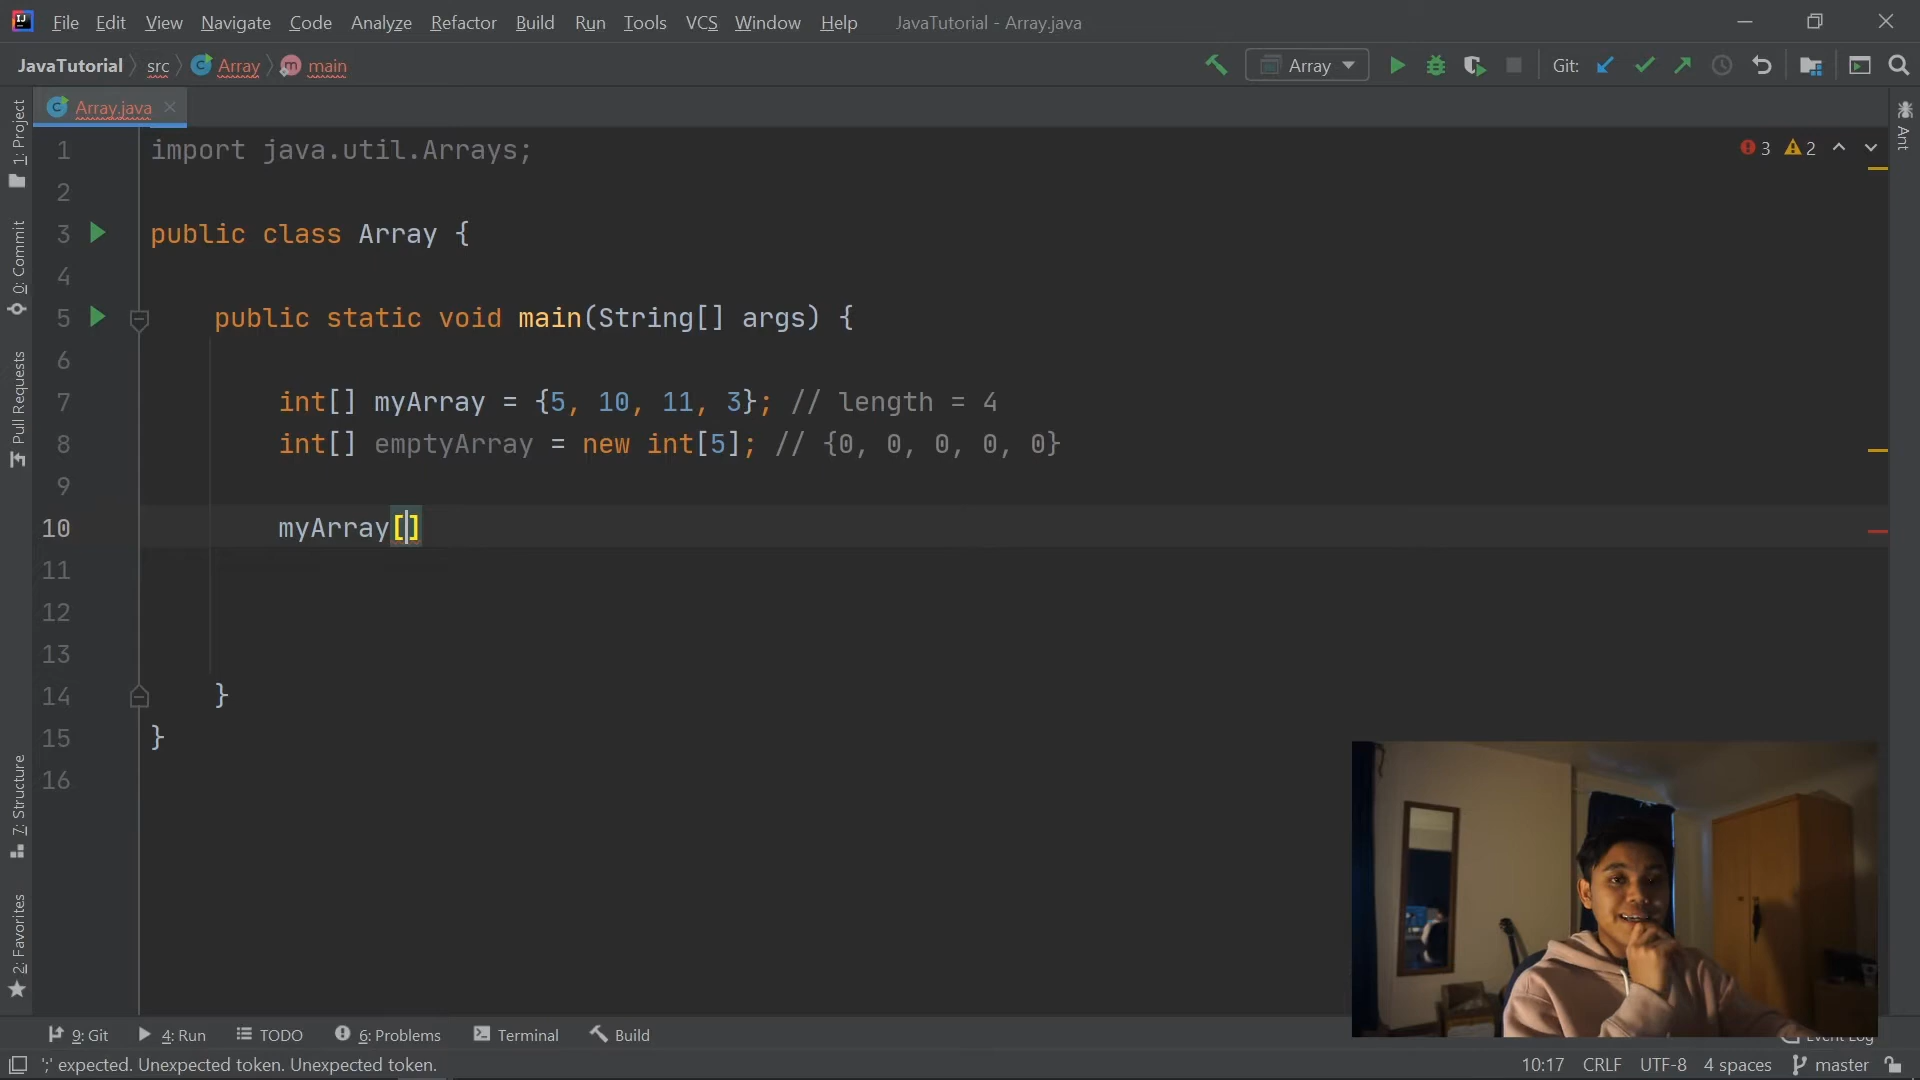 File Edit View Navigate Code Analyze Refactor Build Run Tools VCS Window Help JavaTutorial - Array.java
JavaTutorial src Array main Array Git:
Array.java
1: Project
0: Commit
Pull Requests
7: Structure
2: Favorites
Ant
3 2
1 import java.util.Arrays;
2
3 public class Array {
4
5 public static void main(String[] args) {
6
7 int[] myArray = {5, 10, 11, 3}; // length = 4
8 int[] emptyArray = new int[5]; // {0, 0, 0, 0, 0}
9
10 myArray[]
11
12
13
14 }
15 }
16
9: Git 4: Run TODO 6: Problems Terminal Build Event Log
';' expected. Unexpected token. Unexpected token. 10:17 CRLF UTF-8 4 spaces master